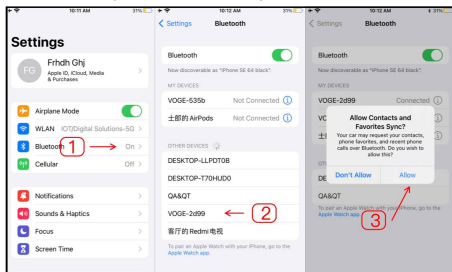 10:11 AM
31%
Settings
FG
Frhdh Ghj
Apple ID, iCloud, Media
& Purchases
Airplane Mode
WLAN IOT/Digital Solutions-5G
Bluetooth On
Cellular Off
Notifications
Sounds & Haptics
Focus
Screen Time
1
10:12 AM
31%
Settings
Bluetooth
Bluetooth
Now discoverable as "iPhone SE 64 black".
MY DEVICES
VOGE-535b Not Connected
士郎的 AirPods Not Connected
OTHER DEVICES
DESKTOP-LLPDT0B
DESKTOP-T70HUD0
QA&QT
VOGE-2d99
2
客厅的 Redmi 电视
To pair an Apple Watch with your iPhone, go to the
Apple Watch app.
10:12 AM
31%
Settings
Bluetooth
Bluetooth
Now discoverable as "iPhone SE 64 black".
MY DEVICES
VOGE-2d99 Connected
Allow Contacts and
Favorites Sync?
Your car may request your contacts,
phone favorites, and recent phone
calls over Bluetooth. Do you wish to
allow this?
Don't Allow
Allow
QA&QT
To pair an Apple Watch with your iPhone, go to the
Apple Watch app.
3